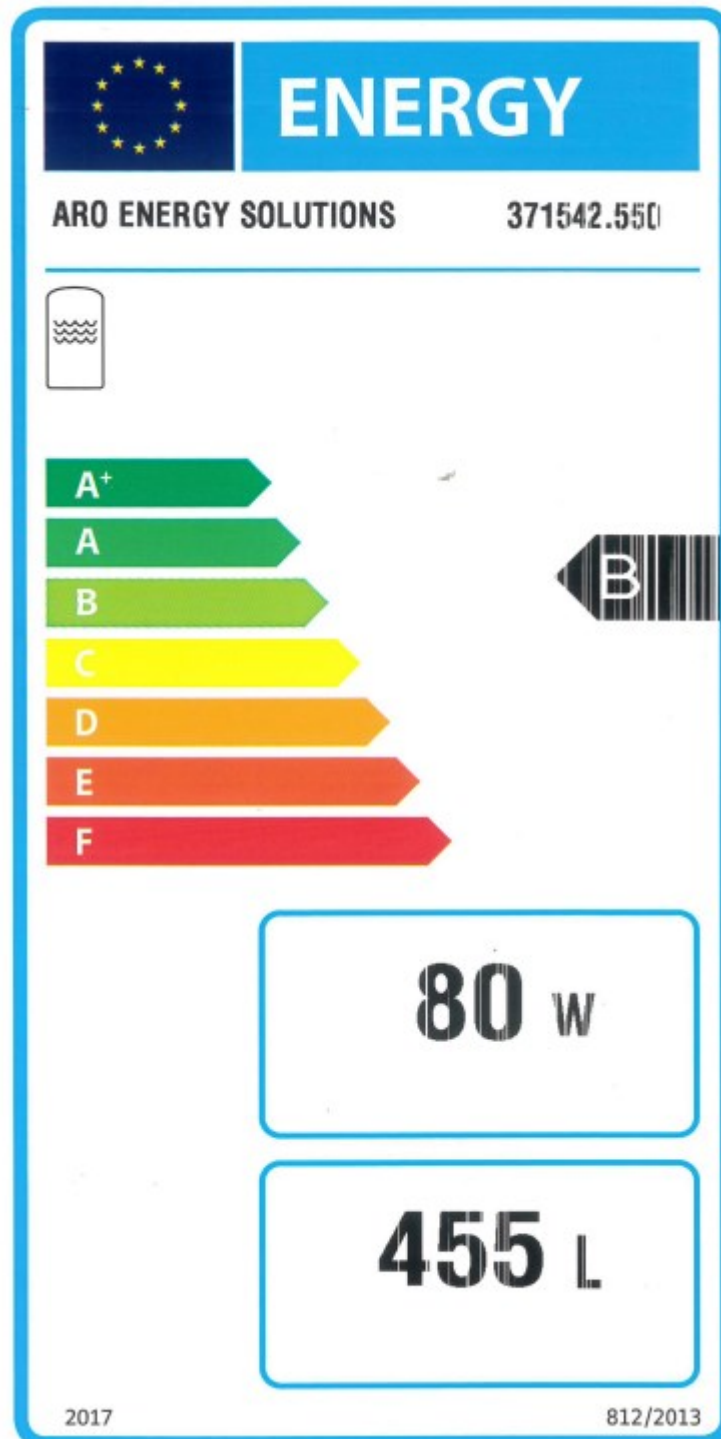 ENERGY
ARO ENERGY SOLUTIONS 371542.550
A+
A
B
B
C
D
E
F
80 W
455 L
2017 812/2013